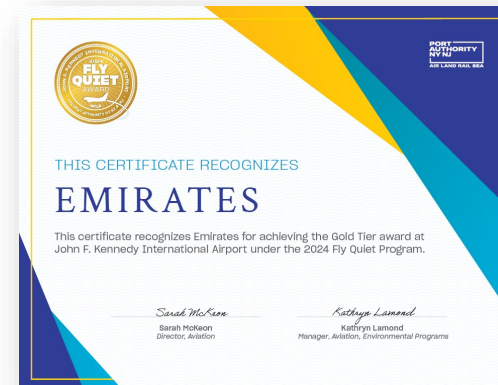 FLY
QUIET
AWARD
PORT
AUTHORITY
NY NJ
AIR LAND RAIL SEA
THIS CERTIFICATE RECOGNIZES
EMIRATES
This certificate recognizes Emirates for achieving the Gold Tier award at
John F. Kennedy International Airport under the 2024 Fly Quiet Program.
Sarah McKeon
Kathryn Lamond
Sarah McKeon
Kathryn Lamond
Director, Aviation
Manager, Aviation, Environmental Programs